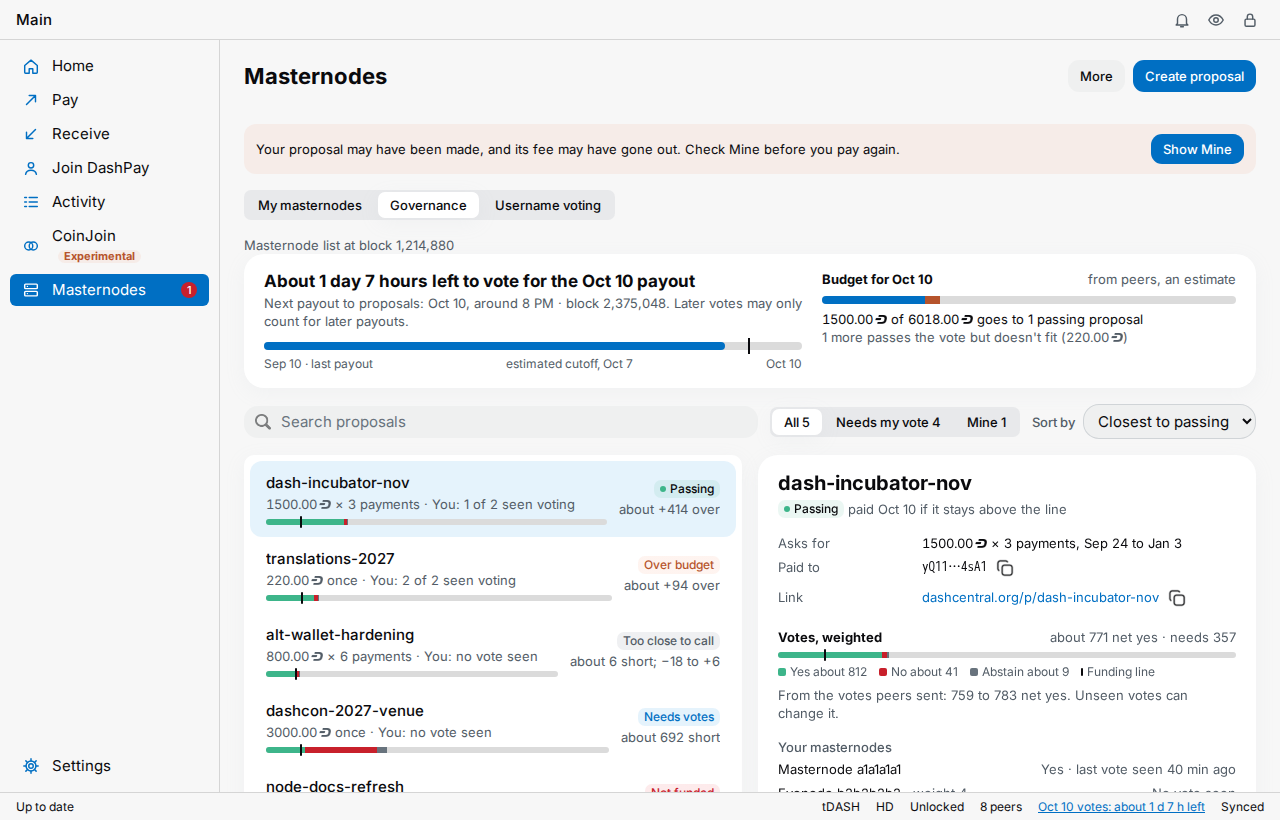 Main
Home
Pay
Receive
Join DashPay
Activity
CoinJoin
Experimental
Masternodes
1
Settings
Masternodes
More
Create proposal
Your proposal may have been made, and its fee may have gone out. Check Mine before you pay again.
Show Mine
My masternodes
Governance
Username voting
Masternode list at block 1,214,880
About 1 day 7 hours left to vote for the Oct 10 payout
Next payout to proposals: Oct 10, around 8 PM · block 2,375,048. Later votes may only
count for later payouts.
Sep 10 · last payout
estimated cutoff, Oct 7
Oct 10
Budget for Oct 10
from peers, an estimate
1500.00 of 6018.00 goes to 1 passing proposal
1 more passes the vote but doesn't fit (220.00)
Search proposals
All 5
Needs my vote 4
Mine 1
Sort by
Closest to passing
dash-incubator-nov
Passing
1500.00 × 3 payments · You: 1 of 2 seen voting
about +414 over
translations-2027
Over budget
220.00 once · You: 2 of 2 seen voting
about +94 over
alt-wallet-hardening
Too close to call
800.00 × 6 payments · You: no vote seen
about 6 short; −18 to +6
dashcon-2027-venue
Needs votes
3000.00 once · You: no vote seen
about 692 short
node-docs-refresh
Not funded
dash-incubator-nov
Passing
paid Oct 10 if it stays above the line
Asks for
1500.00 × 3 payments, Sep 24 to Jan 3
Paid to
yQ11···4sA1
Link
dashcentral.org/p/dash-incubator-nov
Votes, weighted
about 771 net yes · needs 357
Yes about 812
No about 41
Abstain about 9
Funding line
From the votes peers sent: 759 to 783 net yes. Unseen votes can
change it.
Your masternodes
Masternode a1a1a1a1
Yes · last vote seen 40 min ago
Evonode b2b2b2b2 · weight 4
No vote seen
Up to date
tDASH
HD
Unlocked
8 peers
Oct 10 votes: about 1 d 7 h left
Synced